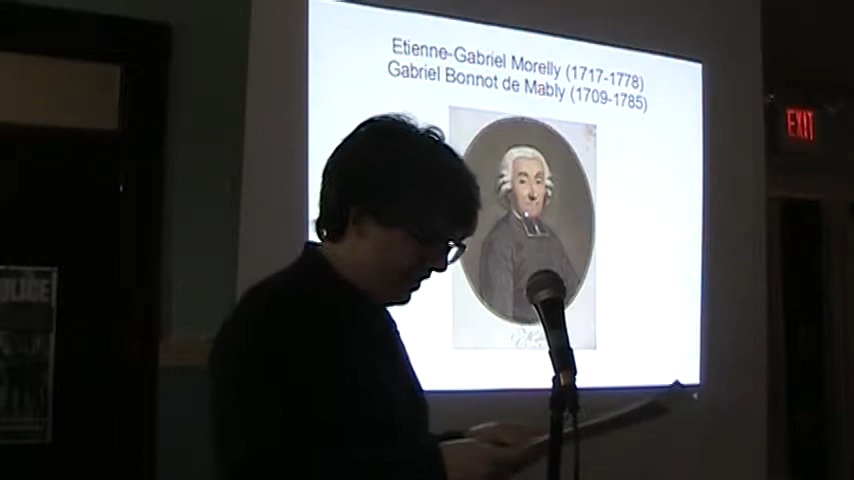 Etienne-Gabriel Morelly (1717-1778)
Gabriel Bonnot de Mably (1709-1785)
EXIT